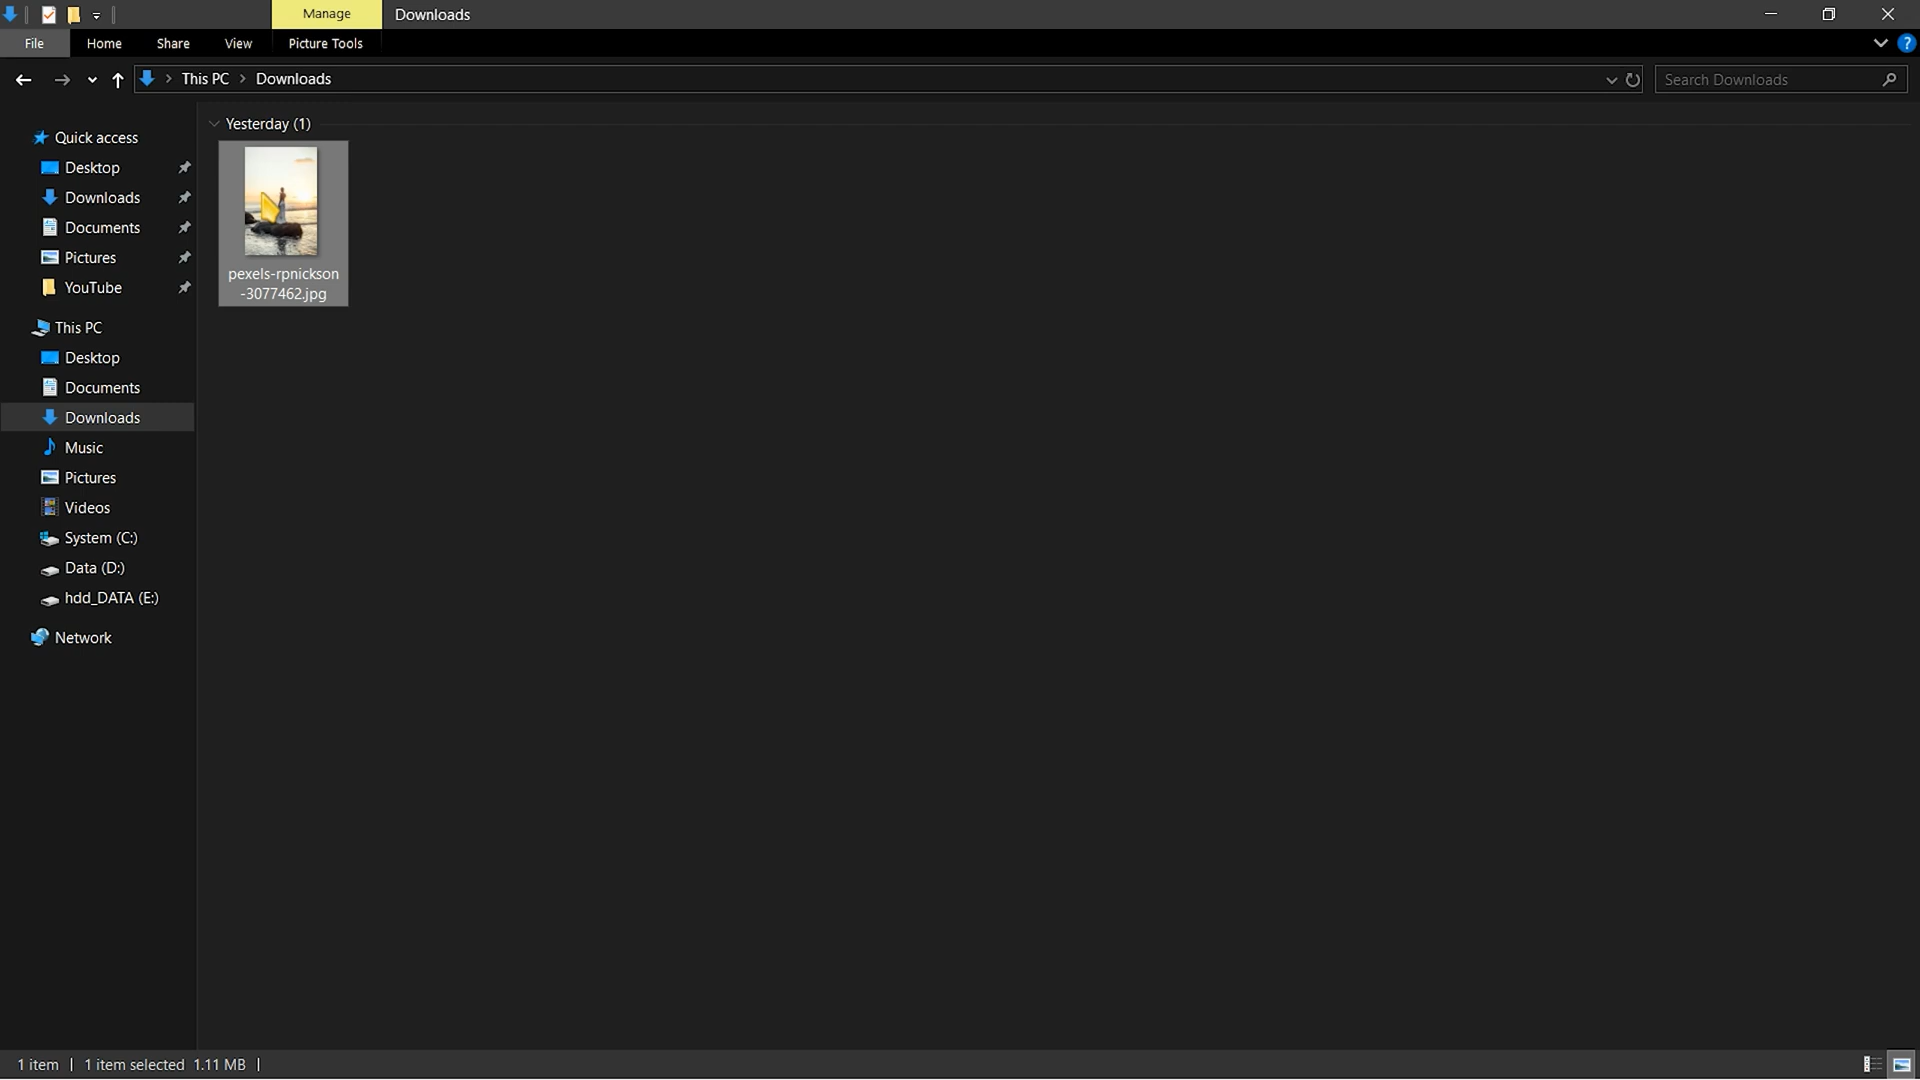 Manage
Downloads
File
Home
Share
View
Picture Tools
?
This PC > Downloads
Search Downloads
Quick access
Desktop
Downloads
Documents
Pictures
YouTube
This PC
Desktop
Documents
Downloads
Music
Pictures
Videos
System (C:)
Data (D:)
hdd_DATA (E:)
Network
Yesterday (1)
pexels-rpnickson
-3077462.jpg
1 item
1 item selected 1.11 MB